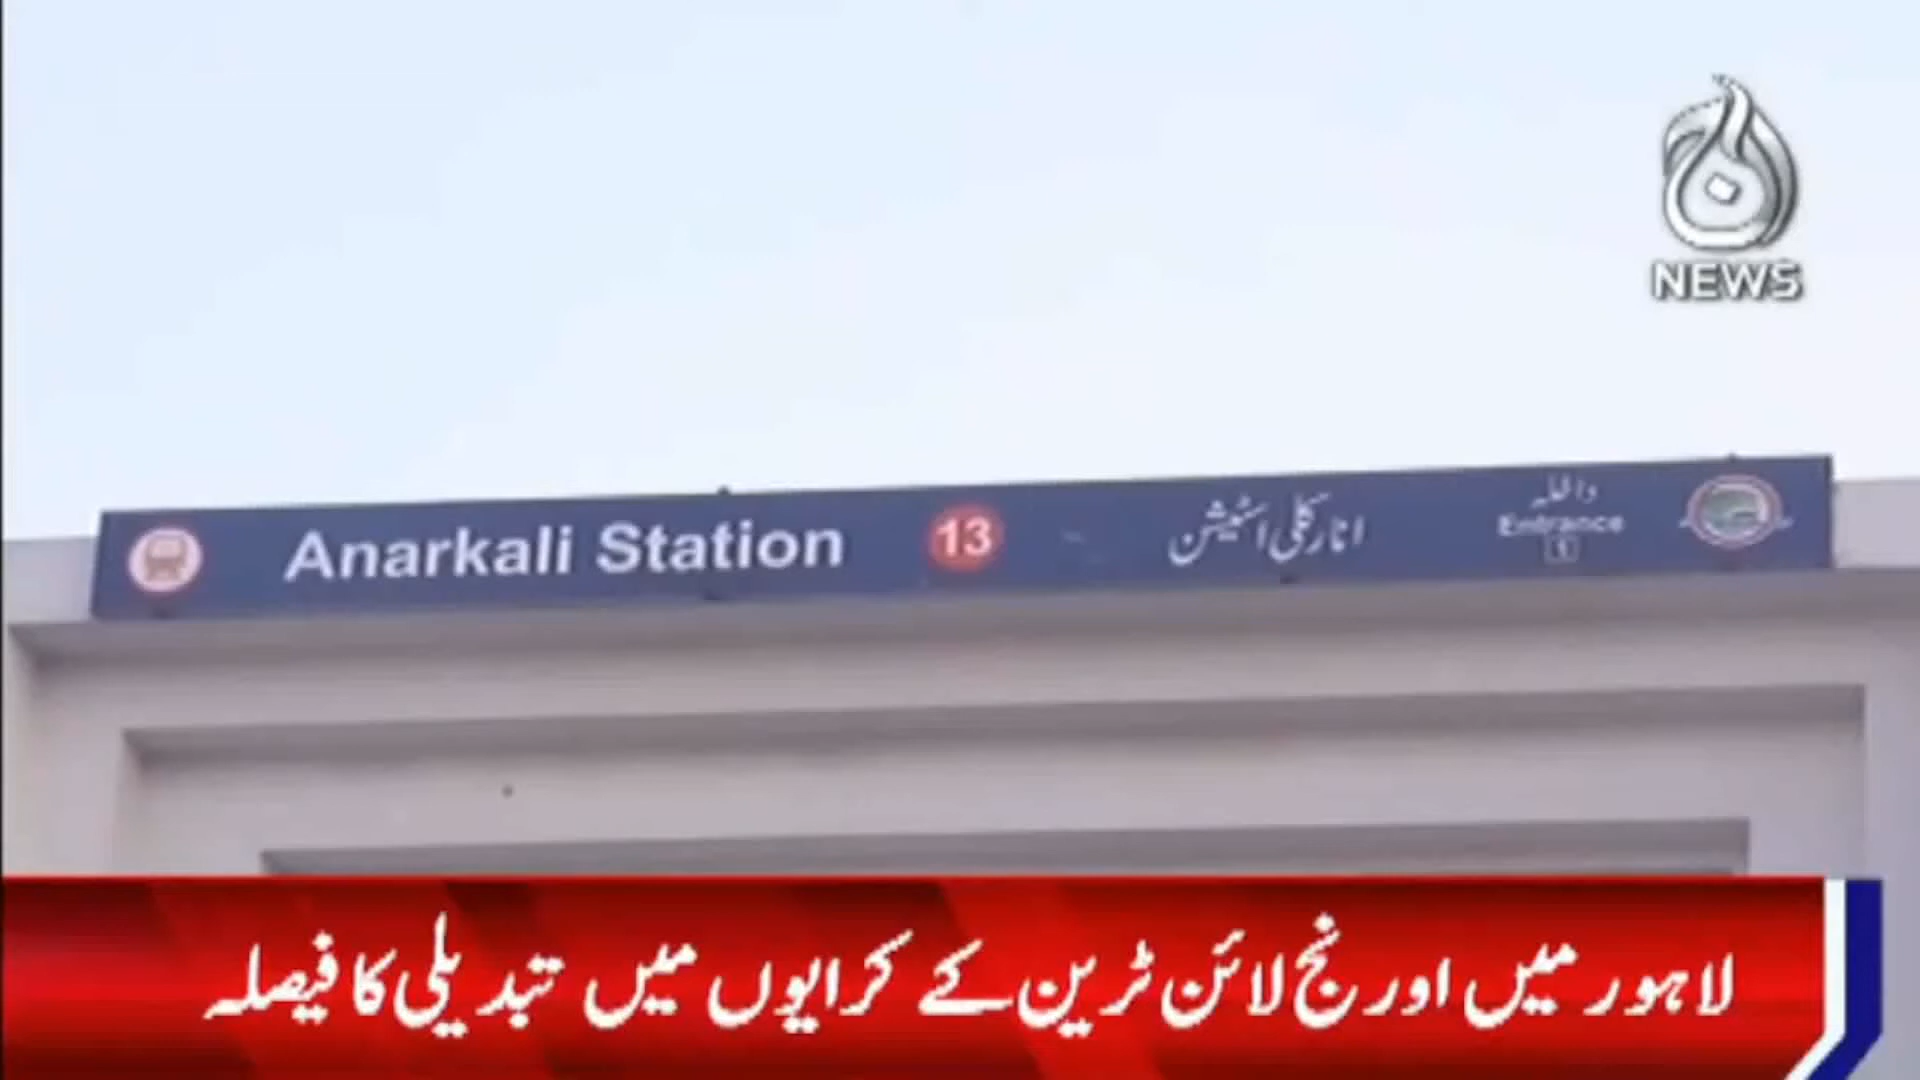 NEWS
Anarkali Station 13 انارکلی اسٹیشن
داخلہ
Entrance
1
لاہور میں اورنج لائن ٹرین کے کرایوں میں تبدیلی کا فیصلہ